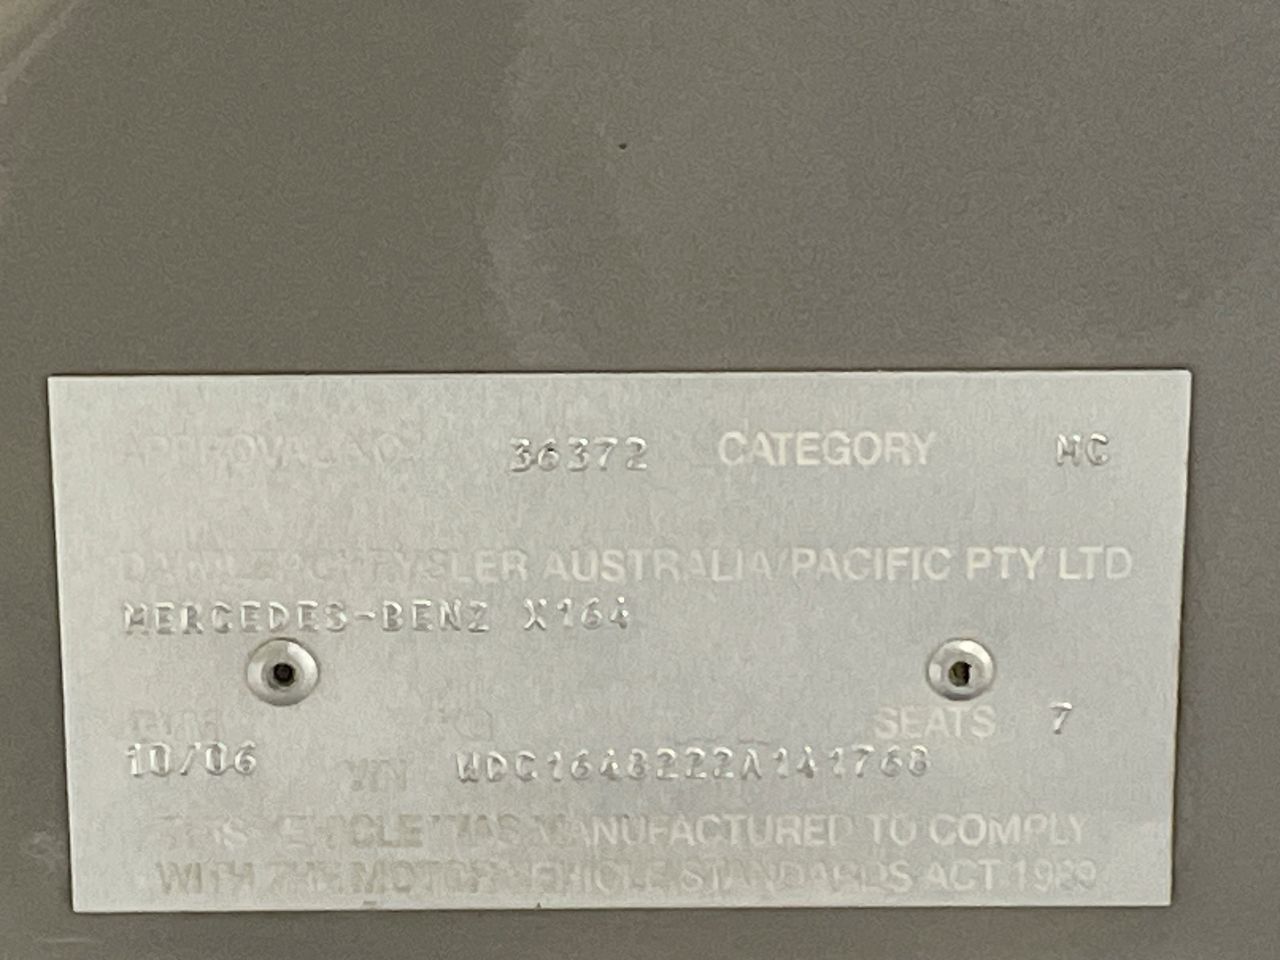 APPROVAL NO. 36372 CATEGORY MC
DAIMLERCHRYSLER AUSTRALIA/PACIFIC PTY LTD
MERCEDES-BENZ X164
SEATS 7
10/06 VIN WDC1648222A141768
THIS VEHICLE WAS MANUFACTURED TO COMPLY
WITH THE MOTOR VEHICLE STANDARDS ACT 1989